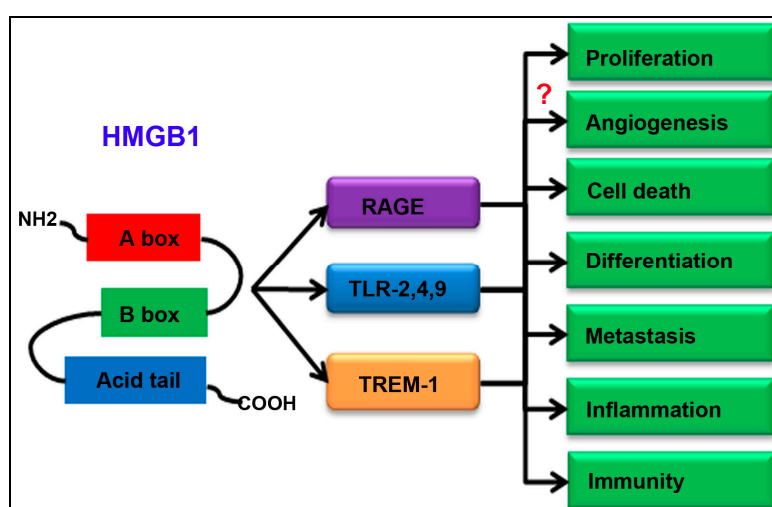 HMGB1
NH2
A box
B box
Acid tail
COOH
RAGE
TLR-2,4,9
TREM-1
?
Proliferation
Angiogenesis
Cell death
Differentiation
Metastasis
Inflammation
Immunity